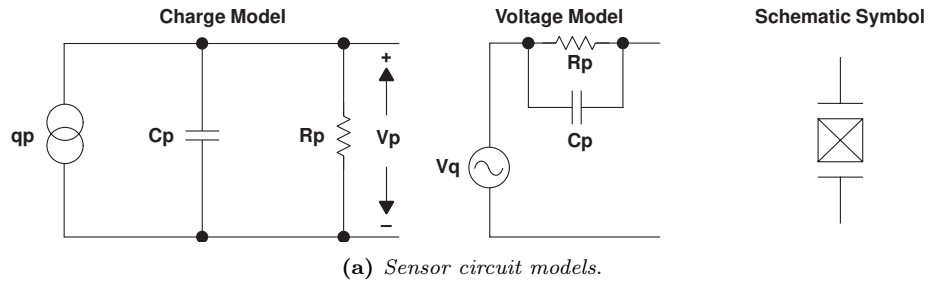 Charge Model
qp
Cp
Rp
+
Vp
−
Voltage Model
Rp
Cp
Vq
Schematic Symbol
(a) Sensor circuit models.